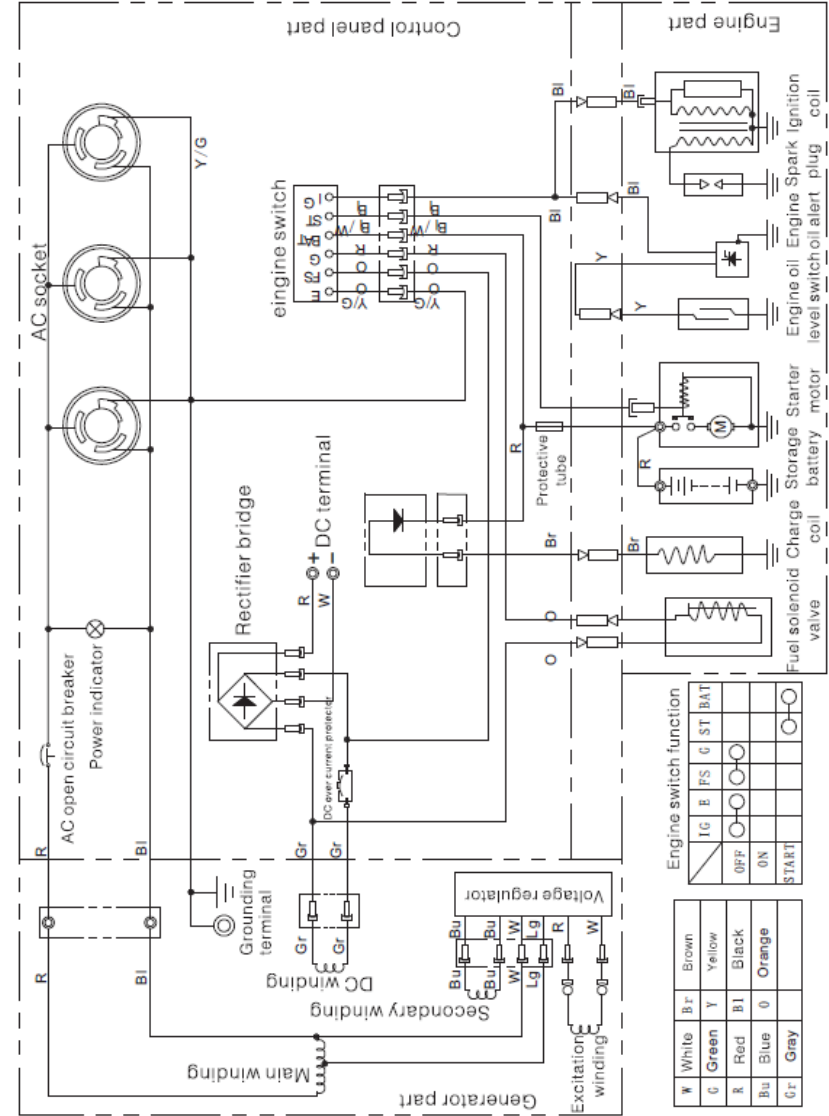 Control panel part
Engine part
AC socket
Y/G
eingine switch
IG
ST
BAT
G
FS
E
Bl
Bl/W
R
O
O
Y/G
Bl
Bl/W
R
O
O
Y/G
Bl
Bl
Bl
Bl
Y
Y
Ignition
coil
Spark
plug
Engine
oil alert
Engine oil
level switch
Starter
motor
Storage
battery
Charge
coil
Fuel solenoid
valve
M
R
R
Protective
tube
Br
Br
O
O
Rectifier bridge
DC terminal
+
−
R
W
DC over current protector
AC open circuit breaker
Power indicator
R
Bl
R
Bl
Grounding
terminal
Gr
Gr
Gr
Gr
DC winding
Secondary winding
Main winding
Generator part
Excitation
winding
Voltage regulator
Bu
Bu
W
Lg
R
W
Bu
Bu
W
Lg
Engine switch function
IG E FS G ST BAT
OFF
ON
START
W White Br Brown
G Green Y Yellow
R Red Bl Black
Bu Blue O Orange
Gr Gray